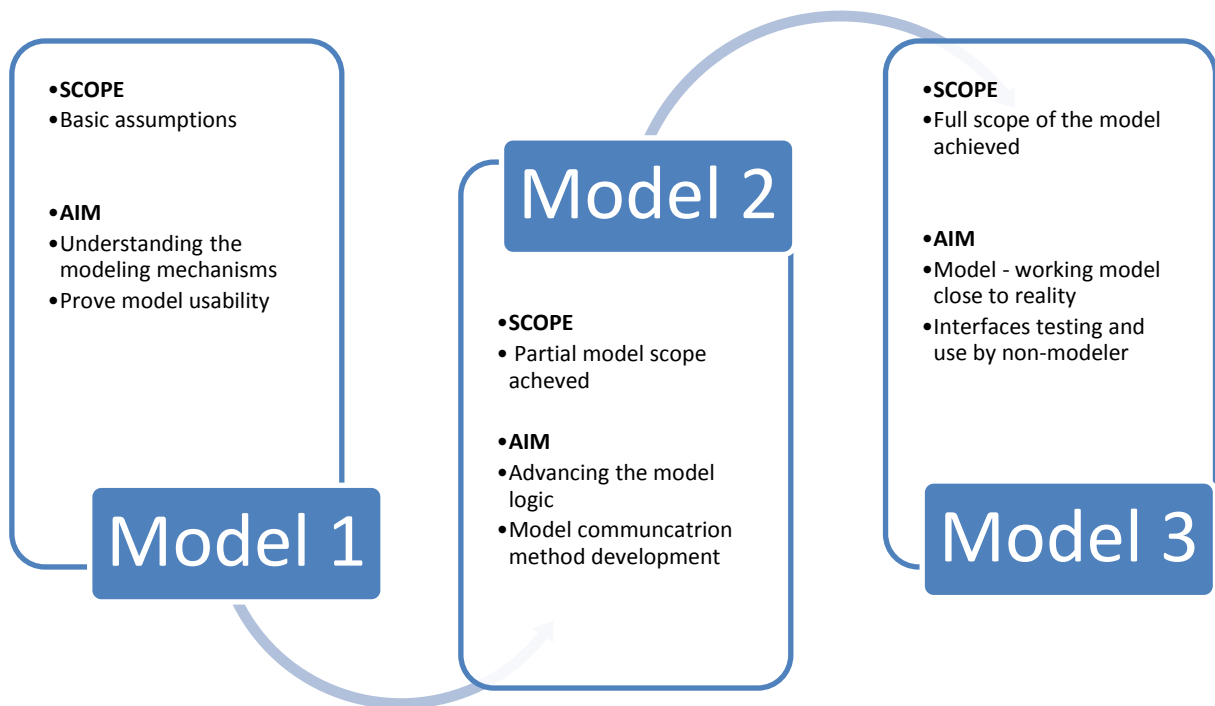 •SCOPE
•Basic assumptions
•AIM
•Understanding the
modeling mechanisms
•Prove model usability
Model 1
Model 2
•SCOPE
• Partial model scope
acheved
•AIM
•Advancing the model
logic
•Model communcatrion
method development
•SCOPE
•Full scope of the model
achieved
•AIM
•Model - working model
close to reality
•Interfaces testing and
use by non-modeler
Model 3